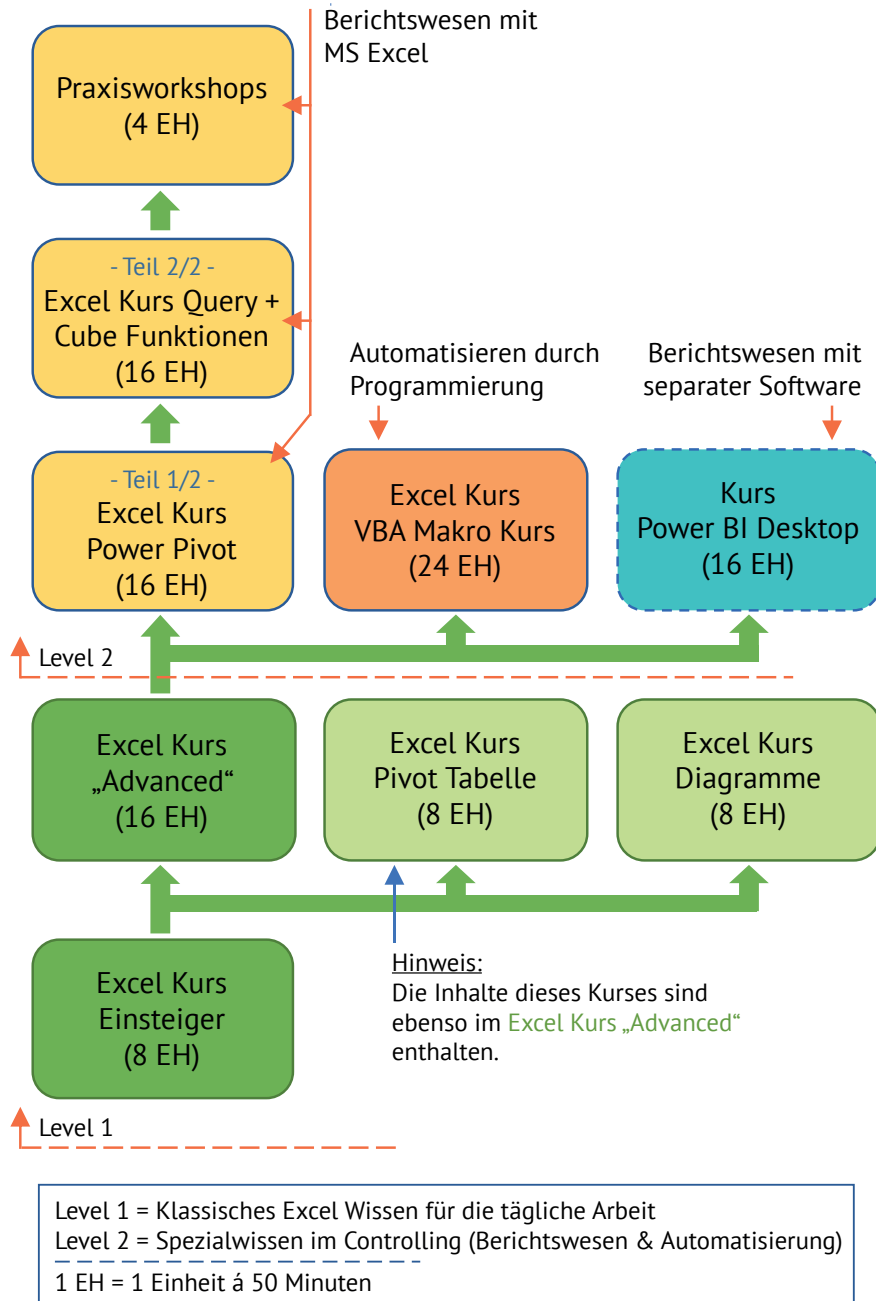 Berichtswesen mit
MS Excel
Praxisworkshops
(4 EH)
- Teil 2/2 -
Excel Kurs Query +
Cube Funktionen
(16 EH)
Automatisieren durch
Programmierung
Berichtswesen mit
separater Software
- Teil 1/2 -
Excel Kurs
Power Pivot
(16 EH)
Excel Kurs
VBA Makro Kurs
(24 EH)
Kurs
Power BI Desktop
(16 EH)
Level 2
Excel Kurs
„Advanced“
(16 EH)
Excel Kurs
Pivot Tabelle
(8 EH)
Excel Kurs
Diagramme
(8 EH)
Excel Kurs
Einsteiger
(8 EH)
Hinweis:
Die Inhalte dieses Kurses sind
ebenso im Excel Kurs „Advanced“
enthalten.
Level 1
Level 1 = Klassisches Excel Wissen für die tägliche Arbeit
Level 2 = Spezialwissen im Controlling (Berichtswesen & Automatisierung)
1 EH = 1 Einheit á 50 Minuten